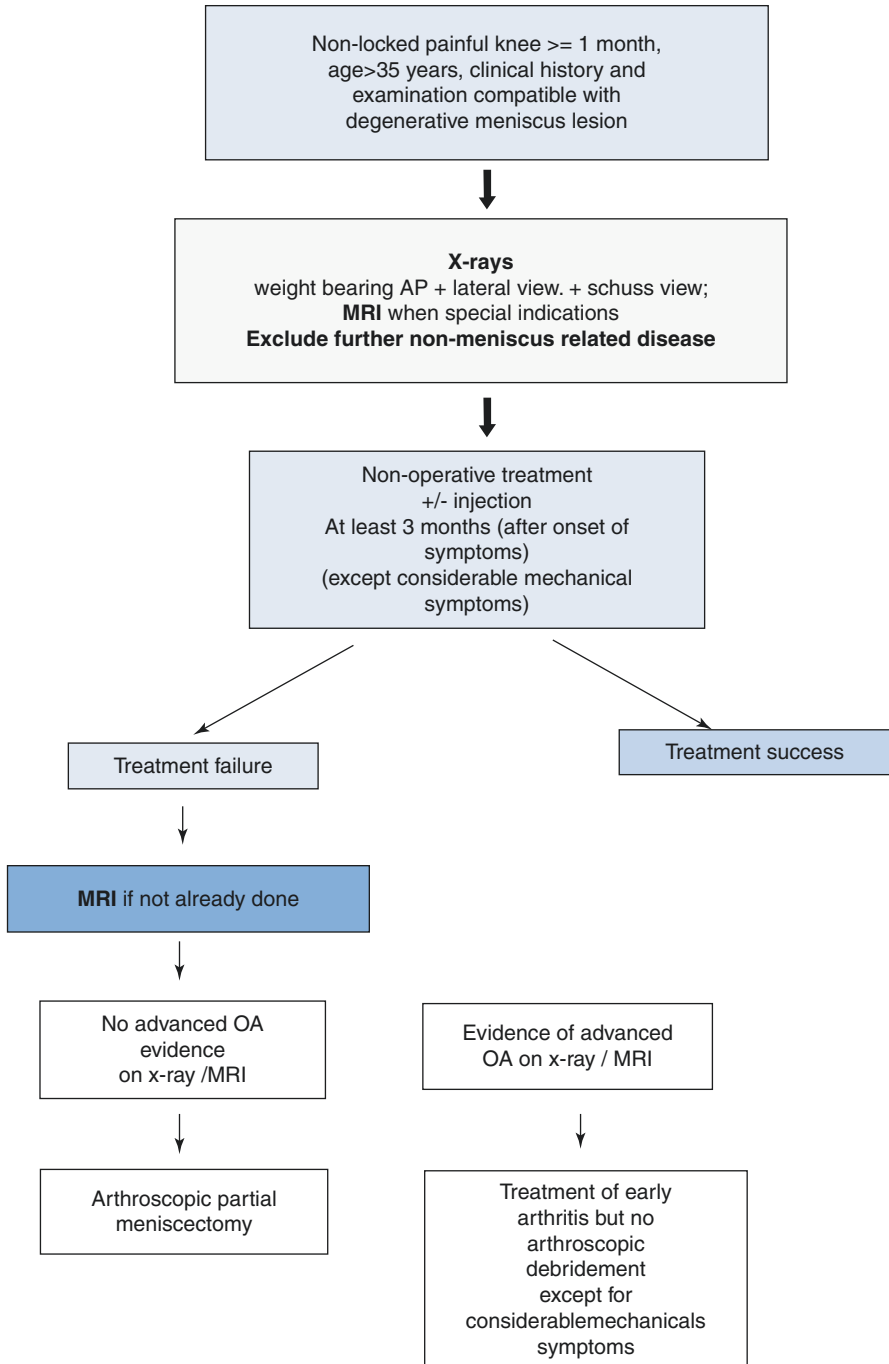 Non-locked painful knee >= 1 month,
age>35 years, clinical history and
examination compatible with
degenerative meniscus lesion
X-rays
weight bearing AP + lateral view. + schuss view;
MRI when special indications
Exclude further non-meniscus related disease
Non-operative treatment
+/- injection
At least 3 months (after onset of
symptoms)
(except considerable mechanical
symptoms)
Treatment failure
Treatment success
MRI if not already done
No advanced OA
evidence
on x-ray /MRI
Evidence of advanced
OA on x-ray / MRI
Arthroscopic partial
meniscectomy
Treatment of early
arthritis but no
arthroscopic
debridement
except for
considerablemechanicals
symptoms